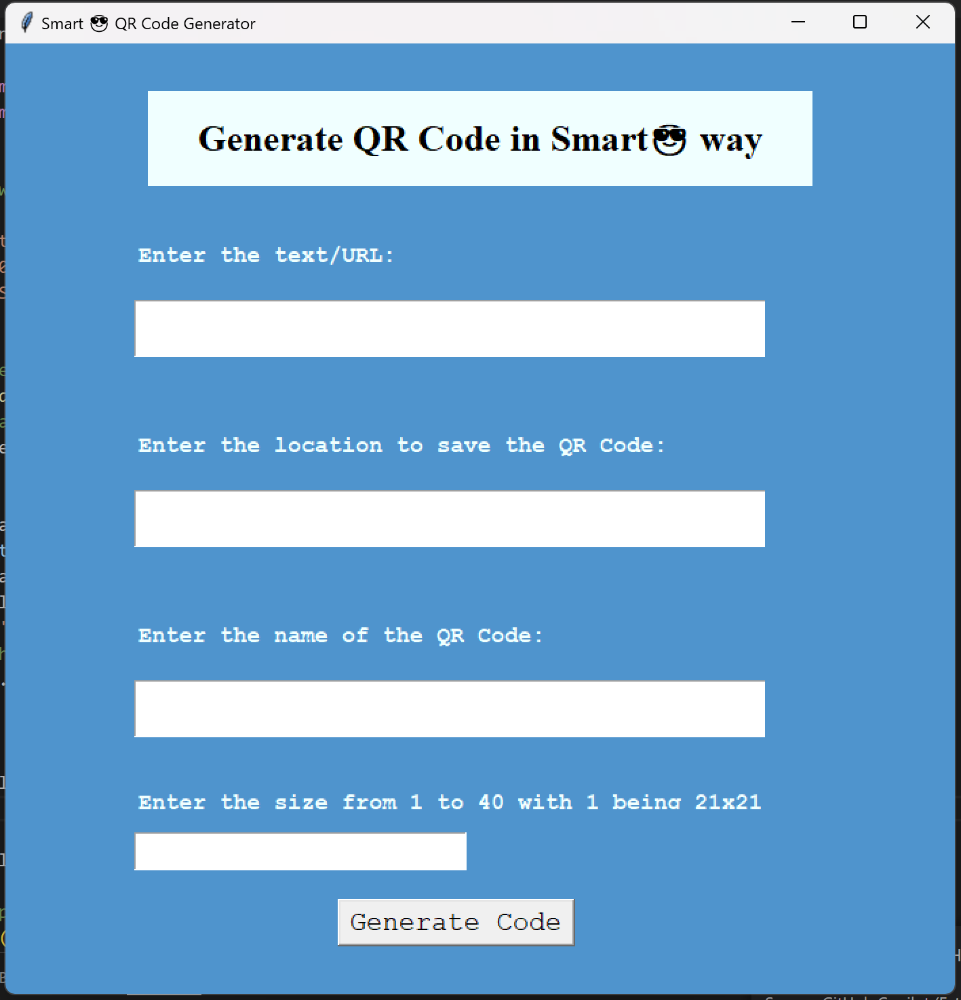 Smart 😎 QR Code Generator
Generate QR Code in Smart😎 way
Enter the text/URL:
Enter the location to save the QR Code:
Enter the name of the QR Code:
Enter the size from 1 to 40 with 1 being 21x21
Generate Code